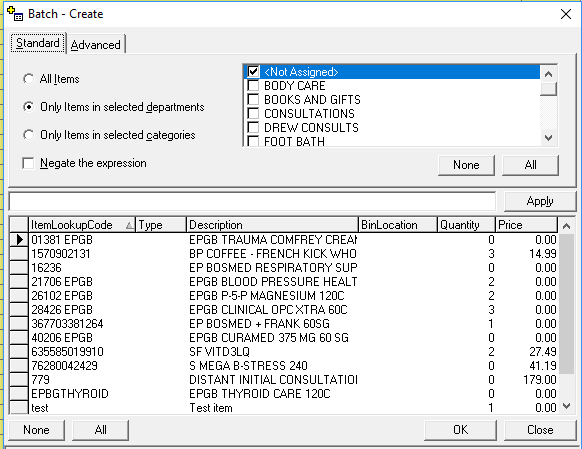 Batch - Create
Standard Advanced
All Items
Only Items in selected departments
Only Items in selected categories
Negate the expression
<Not Assigned>
BODY CARE
BOOKS AND GIFTS
CONSULTATIONS
DREW CONSULTS
FOOT BATH
None All
Apply
ItemLookupCode Type Description BinLocation Quantity Price
01381 EPGB EPGB TRAUMA COMFREY CREAM 0 0.00
1570902131 BP COFFEE - FRENCH KICK WHO 3 14.99
16236 EP BOSMED RESPIRATORY SUP 0 0.00
21706 EPGB EPGB BLOOD PRESSURE HEALT 2 0.00
26102 EPGB EPGB P-5-P MAGNESIUM 120C 2 0.00
28426 EPGB EPGB CLINICAL OPC XTRA 60C 3 0.00
367703381264 EP BOSMED + FRANK 60SG 1 0.00
40206 EPGB EPGB CURAMED 375 MG 60 SG 0 0.00
635585019910 SF VITD3LQ 2 27.49
76280042429 S MEGA B-STRESS 240 0 41.19
779 DISTANT INITIAL CONSULTATIO 0 179.00
EPBGTHYROID EPGB THYROID CARE 120C 0 0.00
test Test item 1 0.00
None All OK Close